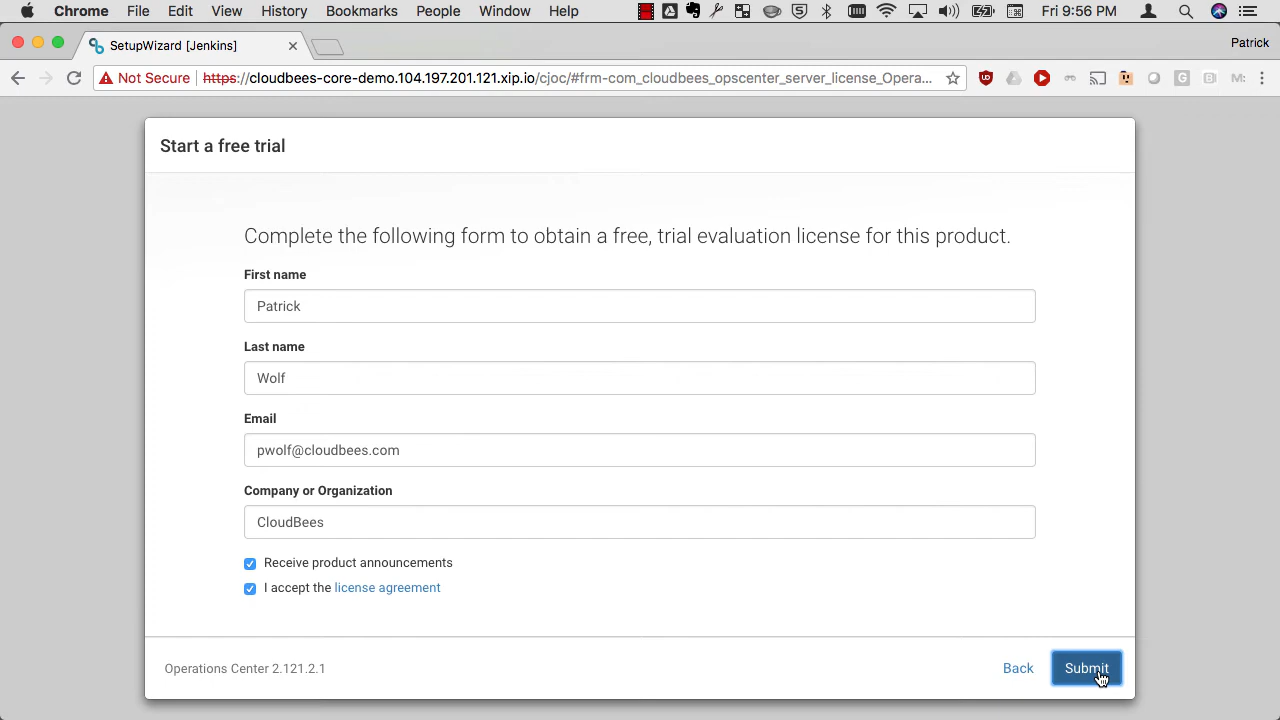 Chrome File Edit View History Bookmarks People Window Help Fri 9:56 PM
SetupWizard [Jenkins] Patrick
Not Secure https://cloudbees-core-demo.104.197.201.121.xip.io/cjoc/#frm-com_cloudbees_opscenter_server_license_Opera...
Start a free trial
Complete the following form to obtain a free, trial evaluation license for this product.
First name
Patrick
Last name
Wolf
Email
pwolf@cloudbees.com
Company or Organization
CloudBees
Receive product announcements
I accept the license agreement
Operations Center 2.121.2.1 Back Submit